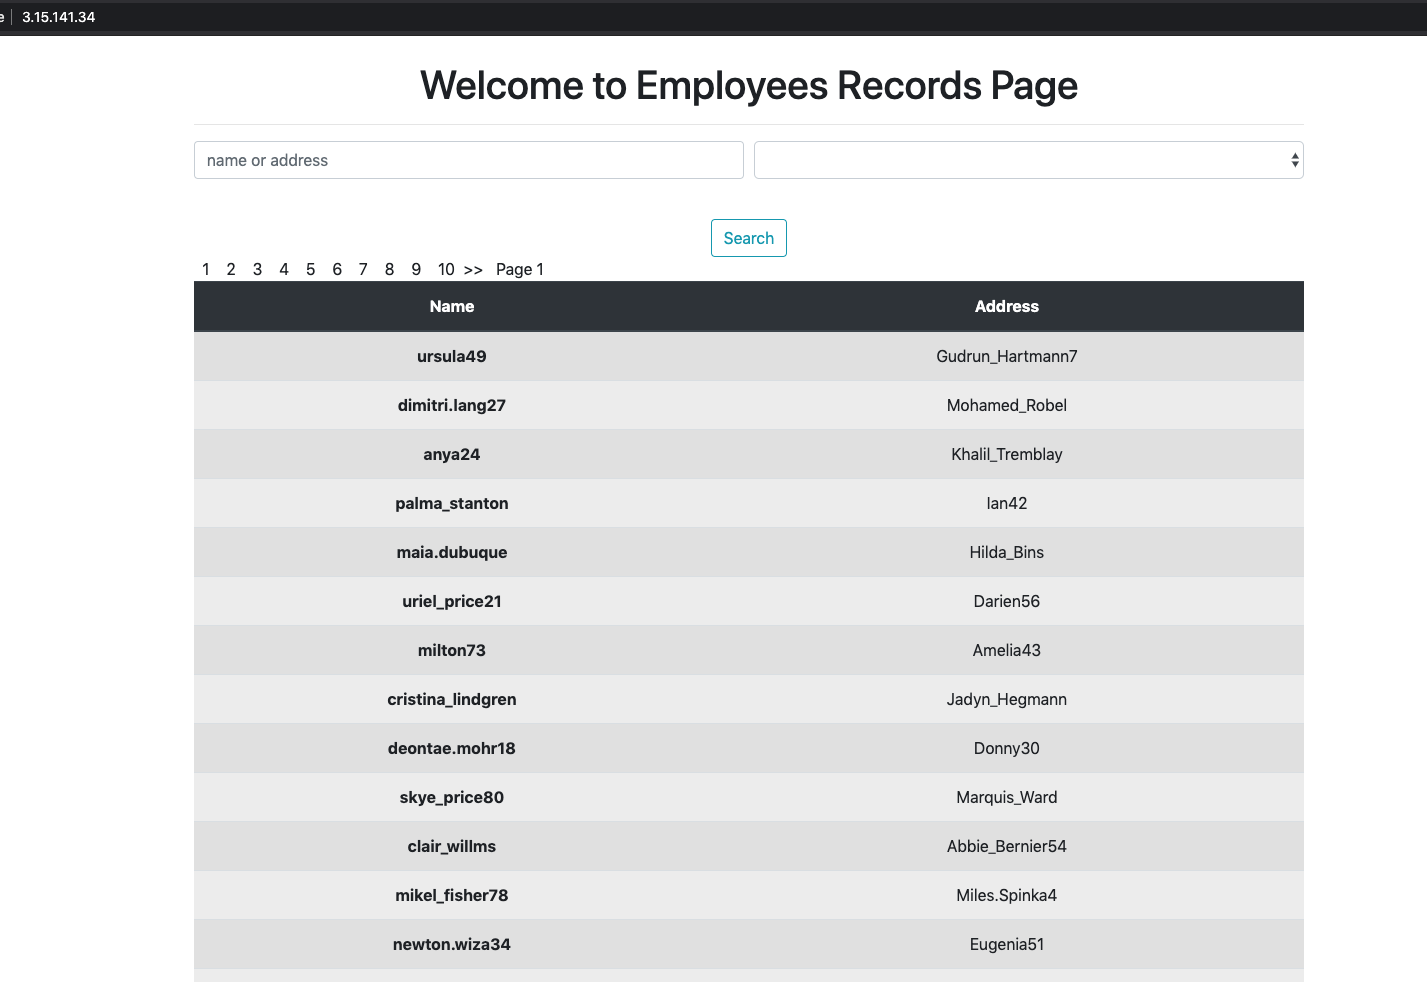 e 3.15.141.34
Welcome to Employees Records Page
name or address
Search
1 2 3 4 5 6 7 8 9 10 >> Page 1
Name Address
ursula49 Gudrun_Hartmann7
dimitri.lang27 Mohamed_Robel
anya24 Khalil_Tremblay
palma_stanton Ian42
maia.dubuque Hilda_Bins
uriel_price21 Darien56
milton73 Amelia43
cristina_lindgren Jadyn_Hegmann
deontae.mohr18 Donny30
skye_price80 Marquis_Ward
clair_willms Abbie_Bernier54
mikel_fisher78 Miles.Spinka4
newton.wiza34 Eugenia51